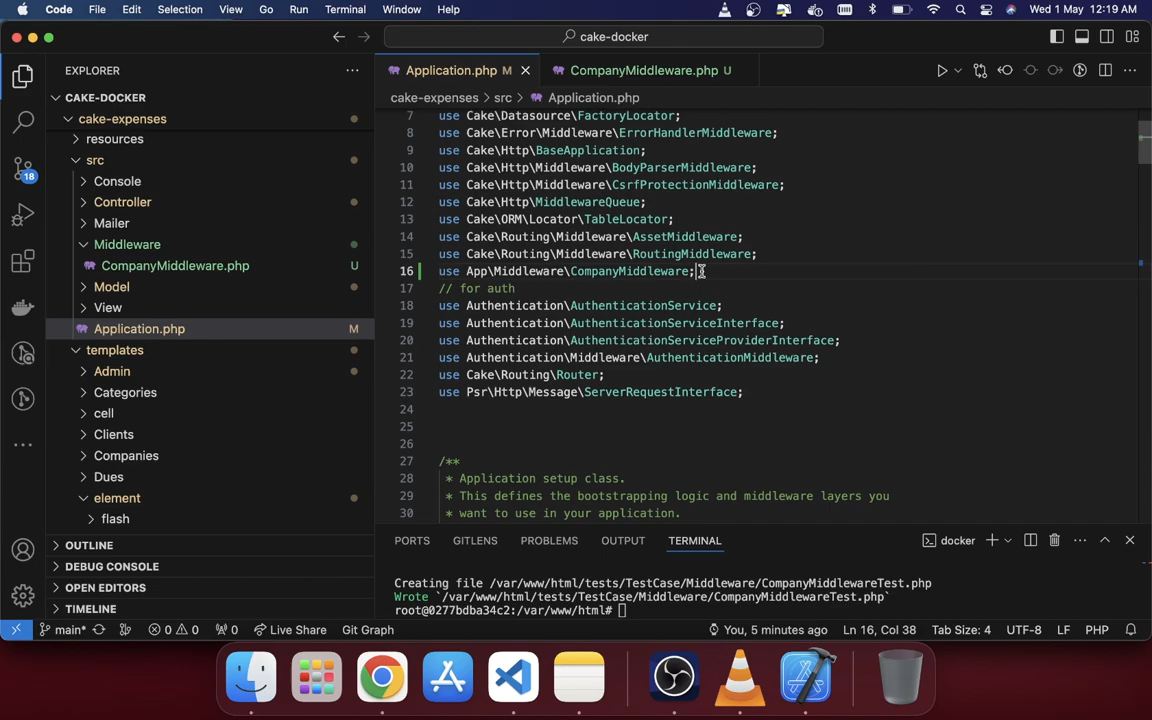 Code File Edit Selection View Go Run Terminal Window Help Wed 1 May 12:19 AM
cake-docker
EXPLORER
CAKE-DOCKER
cake-expenses
resources
src
Console
Controller
Mailer
Middleware
CompanyMiddleware.php U
Model
View
Application.php M
templates
Admin
Categories
cell
Clients
Companies
Dues
element
flash
OUTLINE
DEBUG CONSOLE
OPEN EDITORS
TIMELINE
18
Application.php M
CompanyMiddleware.php U
cake-expenses > src > Application.php
7 use Cake\Datasource\FactoryLocator;
8 use Cake\Error\Middleware\ErrorHandlerMiddleware;
9 use Cake\Http\BaseApplication;
10 use Cake\Http\Middleware\BodyParserMiddleware;
11 use Cake\Http\Middleware\CsrfProtectionMiddleware;
12 use Cake\Http\MiddlewareQueue;
13 use Cake\ORM\Locator\TableLocator;
14 use Cake\Routing\Middleware\AssetMiddleware;
15 use Cake\Routing\Middleware\RoutingMiddleware;
16 use App\Middleware\CompanyMiddleware;
17 // for auth
18 use Authentication\AuthenticationService;
19 use Authentication\AuthenticationServiceInterface;
20 use Authentication\AuthenticationServiceProviderInterface;
21 use Authentication\Middleware\AuthenticationMiddleware;
22 use Cake\Routing\Router;
23 use Psr\Http\Message\ServerRequestInterface;
24
25
26
27 /**
28 * Application setup class.
29 * This defines the bootstrapping logic and middleware layers you
30 * want to use in your application.
PORTS GITLENS PROBLEMS OUTPUT TERMINAL docker
Creating file /var/www/html/tests/TestCase/Middleware/CompanyMiddlewareTest.php
Wrote `/var/www/html/tests/TestCase/Middleware/CompanyMiddlewareTest.php`
root@0277bdba34c2:/var/www/html#
main* 0 0 0 Live Share Git Graph You, 5 minutes ago Ln 16, Col 38 Tab Size: 4 UTF-8 LF PHP